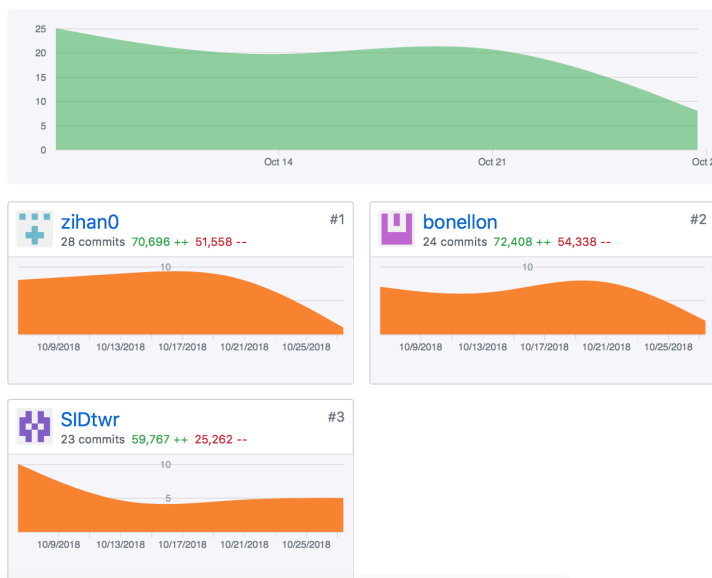 25
20
15
10
5
0
Oct 14 Oct 21 Oct 2
zihan0 #1
28 commits 70,696 ++ 51,558 --
10
10/9/2018 10/13/2018 10/17/2018 10/21/2018 10/25/2018
bonellon #2
24 commits 72,408 ++ 54,338 --
10
10/9/2018 10/13/2018 10/17/2018 10/21/2018 10/25/2018
SIDtwr #3
23 commits 59,767 ++ 25,262 --
10
5
10/9/2018 10/13/2018 10/17/2018 10/21/2018 10/25/2018